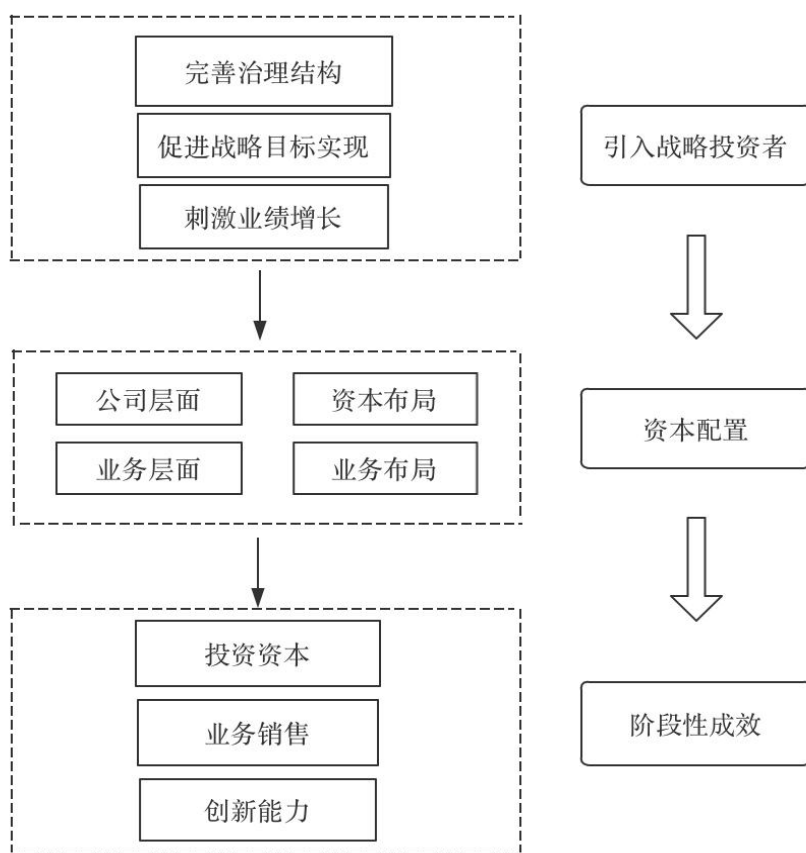 完善治理结构
促进战略目标实现
刺激业绩增长
引入战略投资者
公司层面
资本布局
业务层面
业务布局
资本配置
投资资本
业务销售
创新能力
阶段性成效